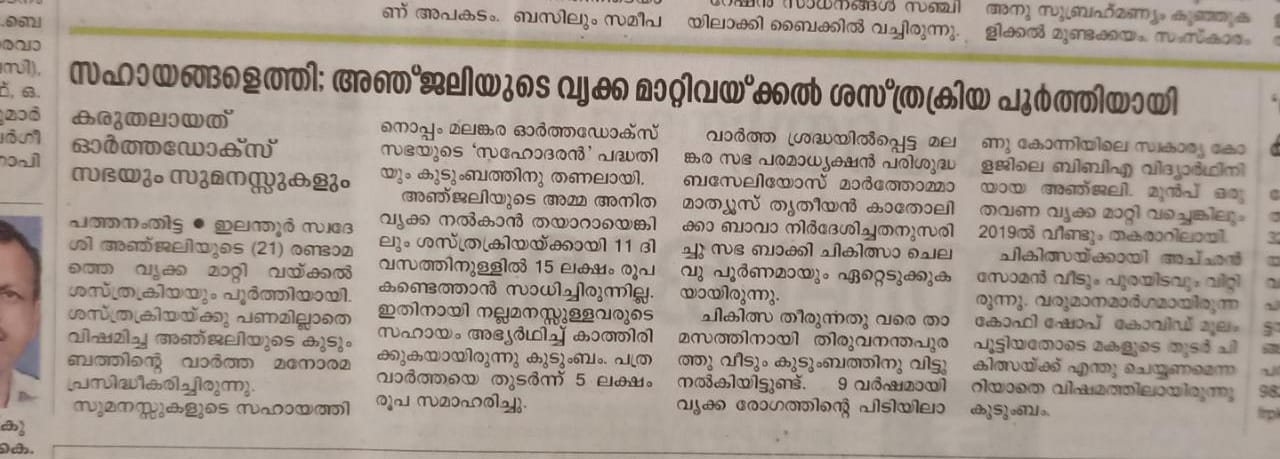 ണ് അപകടം. ബസിലും സമീപ
യിലാക്കി ബൈക്കിൽ വച്ചിരുന്നു.
അനു സുബ്രഹ്മണ്യം കുഞ്ഞുക
ളിക്കൽ മുണ്ടക്കയം. സംസ്കാരം
സഹായങ്ങളെത്തി; അഞ്ജലിയുടെ വൃക്ക മാറ്റിവയ്ക്കൽ ശസ്ത്രക്രിയ പൂർത്തിയായി
കരുതലായത്
ഓർത്തഡോക്സ്
സഭയും സുമനസ്സുകളും
പത്തനംതിട്ട ● ഇലന്തൂർ സ്വദേ
ശി അഞ്ജലിയുടെ (21) രണ്ടാമ
ത്തെ വൃക്ക മാറ്റി വയ്ക്കൽ
ശസ്ത്രക്രിയയും പൂർത്തിയായി.
ശസ്ത്രക്രിയയ്ക്കു പണമില്ലാതെ
വിഷമിച്ച അഞ്ജലിയുടെ കുടും
ബത്തിന്റെ വാർത്ത മനോരമ
പ്രസിദ്ധീകരിച്ചിരുന്നു.
സുമനസ്സുകളുടെ സഹായത്തി
നൊപ്പം മലങ്കര ഓർത്തഡോക്സ്
സഭയുടെ ‘സഹോദരൻ’ പദ്ധതി
യും കുടുംബത്തിനു തണലായി.
അഞ്ജലിയുടെ അമ്മ അനിത
വൃക്ക നൽകാൻ തയാറായെങ്കി
ലും ശസ്ത്രക്രിയയ്ക്കായി 11 ദി
വസത്തിനുള്ളിൽ 15 ലക്ഷം രൂപ
കണ്ടെത്താൻ സാധിച്ചിരുന്നില്ല.
ഇതിനായി നല്ലമനസ്സുള്ളവരുടെ
സഹായം അഭ്യർഥിച്ച് കാത്തിരി
ക്കുകയായിരുന്നു കുടുംബം. പത്ര
വാർത്തയെ തുടർന്ന് 5 ലക്ഷം
രൂപ സമാഹരിച്ചു.
വാർത്ത ശ്രദ്ധയിൽപ്പെട്ട മല
ങ്കര സഭ പരമാധ്യക്ഷൻ പരിശുദ്ധ
ബസേലിയോസ് മാർത്തോമ്മാ
മാത്യൂസ് തൃതീയൻ കാതോലി
ക്കാ ബാവാ നിർദേശിച്ചതനുസരി
ച്ചു സഭ ബാക്കി ചികിത്സാ ചെല
വു പൂർണമായും ഏറ്റെടുക്കുക
യായിരുന്നു.
ചികിത്സ തീരുന്നതു വരെ താ
മസത്തിനായി തിരുവനന്തപുര
ത്തു വീടും കുടുംബത്തിനു വിട്ടു
നൽകിയിട്ടുണ്ട്. 9 വർഷമായി
വൃക്ക രോഗത്തിന്റെ പിടിയിലാ
ണു കോന്നിയിലെ സ്വകാര്യ കോ
ളജിലെ ബിബിഎ വിദ്യാർഥിനി
യായ അഞ്ജലി. മുൻപ് ഒരു
തവണ വൃക്ക മാറ്റി വച്ചെങ്കിലും
2019ൽ വീണ്ടും തകരാറിലായി.
ചികിത്സയ്ക്കായി അച്ഛൻ
സോമൻ വീടും പുരയിടവും വിറ്റി
രുന്നു. വരുമാനമാർഗമായിരുന്ന
കോഫി ഷോപ് കോവിഡ് മൂലം
പൂട്ടിയതോടെ മകളുടെ തുടർ ചി
കിത്സയ്ക്ക് എന്തു ചെയ്യണമെന്ന
റിയാതെ വിഷമത്തിലായിരുന്നു
കുടുംബം.